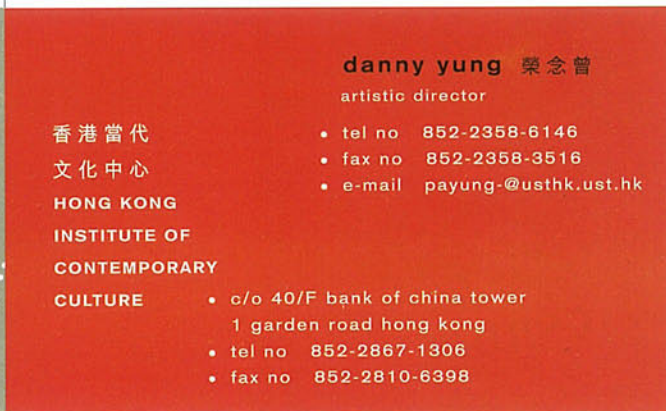 danny yung 榮念曾
artistic director
• tel no 852-2358-6146
• fax no 852-2358-3516
• e-mail payung-@usthk.ust.hk
香港當代
文化中心
HONG KONG
INSTITUTE OF
CONTEMPORARY
CULTURE
• c/o 40/F bank of china tower
1 garden road hong kong
• tel no 852-2867-1306
• fax no 852-2810-6398